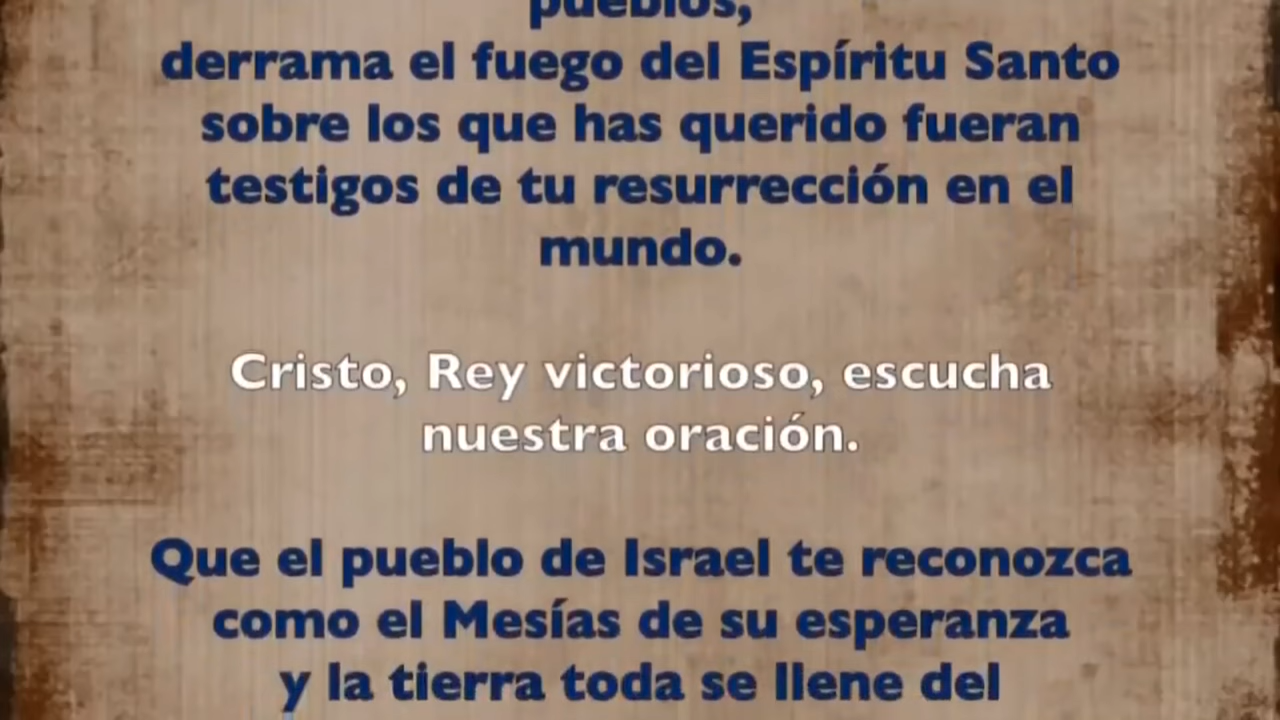 pueblos,
derrama el fuego del Espíritu Santo
sobre los que has querido fueran
testigos de tu resurrección en el
mundo.
Cristo, Rey victorioso, escucha
nuestra oración.
Que el pueblo de Israel te reconozca
como el Mesías de su esperanza
y la tierra toda se llene del